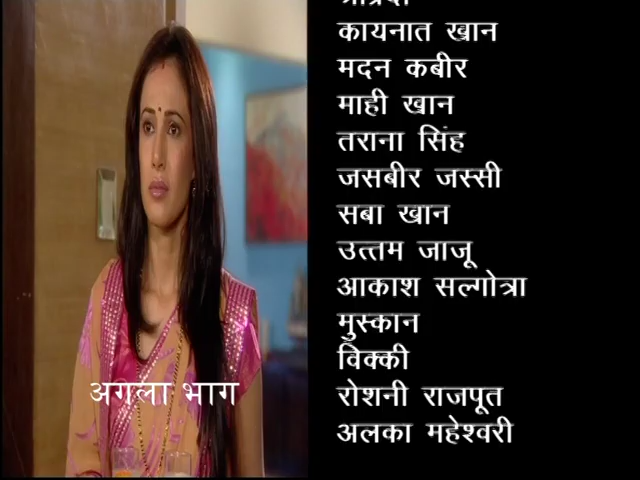 कायनात खान
मदन कबीर
माही खान
तराना सिंह
जसबीर जस्सी
सबा खान
उत्तम जाजू
आकाश सल्गोत्रा
मुस्कान
विक्की
रोशनी राजपूत
अलका महेश्वरी
अगला भाग